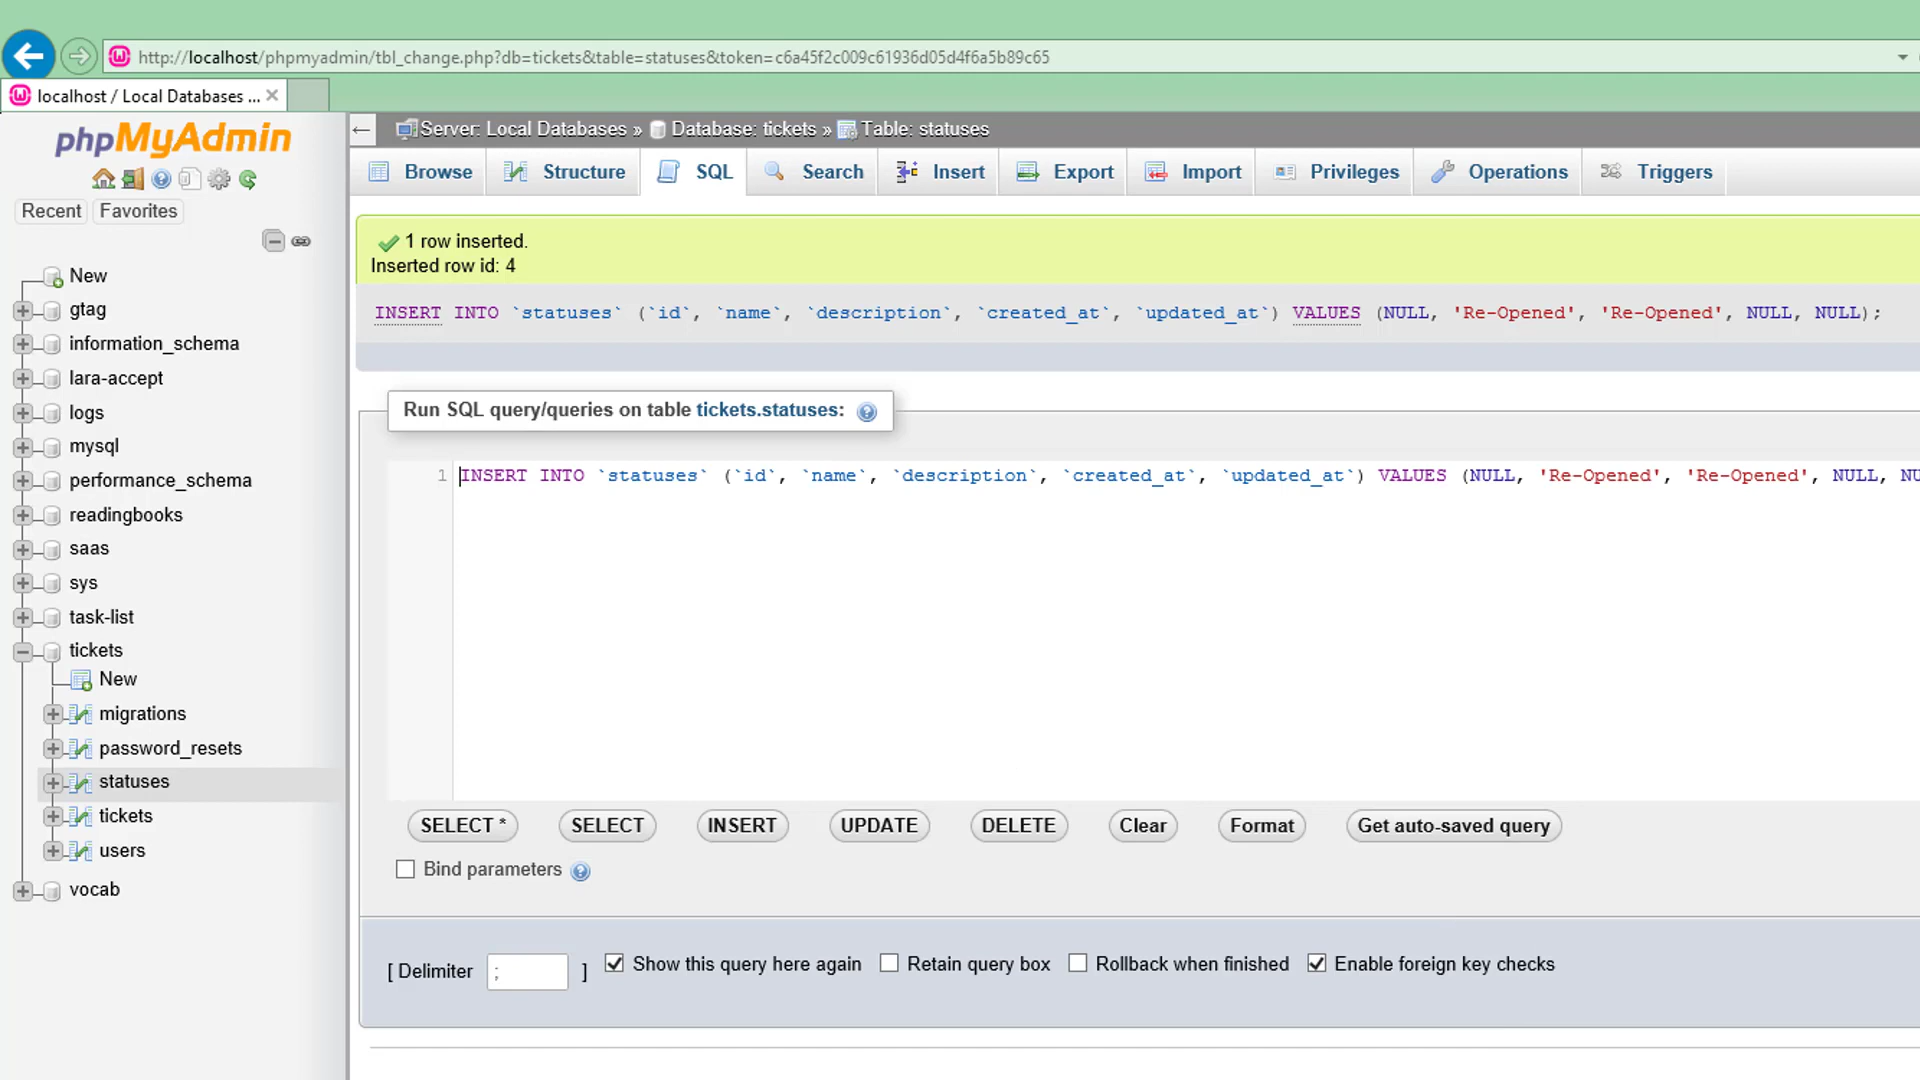 http://localhost/phpmyadmin/tbl_change.php?db=tickets&table=statuses&token=c6a45f2c009c61936d05d4f6a5b89c65
localhost / Local Databases ...
phpMyAdmin
Recent Favorites
New
gtag
information_schema
lara-accept
logs
mysql
performance_schema
readingbooks
saas
sys
task-list
tickets
New
migrations
password_resets
statuses
tickets
users
vocab
Server: Local Databases » Database: tickets » Table: statuses
Browse Structure SQL Search Insert Export Import Privileges Operations Triggers
1 row inserted.
Inserted row id: 4
INSERT INTO `statuses` (`id`, `name`, `description`, `created_at`, `updated_at`) VALUES (NULL, 'Re-Opened', 'Re-Opened', NULL, NULL);
Run SQL query/queries on table tickets.statuses:
1 INSERT INTO `statuses` (`id`, `name`, `description`, `created_at`, `updated_at`) VALUES (NULL, 'Re-Opened', 'Re-Opened', NULL, NU
SELECT * SELECT INSERT UPDATE DELETE Clear Format Get auto-saved query
Bind parameters
[ Delimiter ; ] Show this query here again Retain query box Rollback when finished Enable foreign key checks